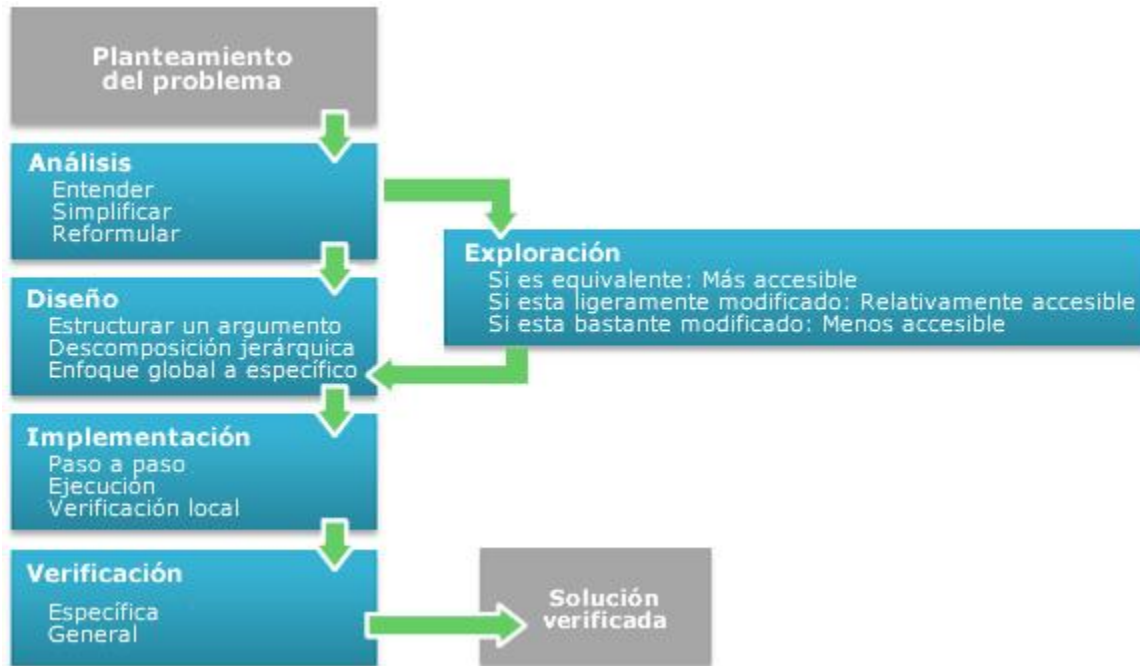 Planteamiento
del problema
Análisis
Entender
Simplificar
Reformular
Exploración
Si es equivalente: Más accesible
Si esta ligeramente modificado: Relativamente accesible
Si esta bastante modificado: Menos accesible
Diseño
Estructurar un argumento
Descomposición jerárquica
Enfoque global a específico
Implementación
Paso a paso
Ejecución
Verificación local
Verificación
Específica
General
Solución
verificada